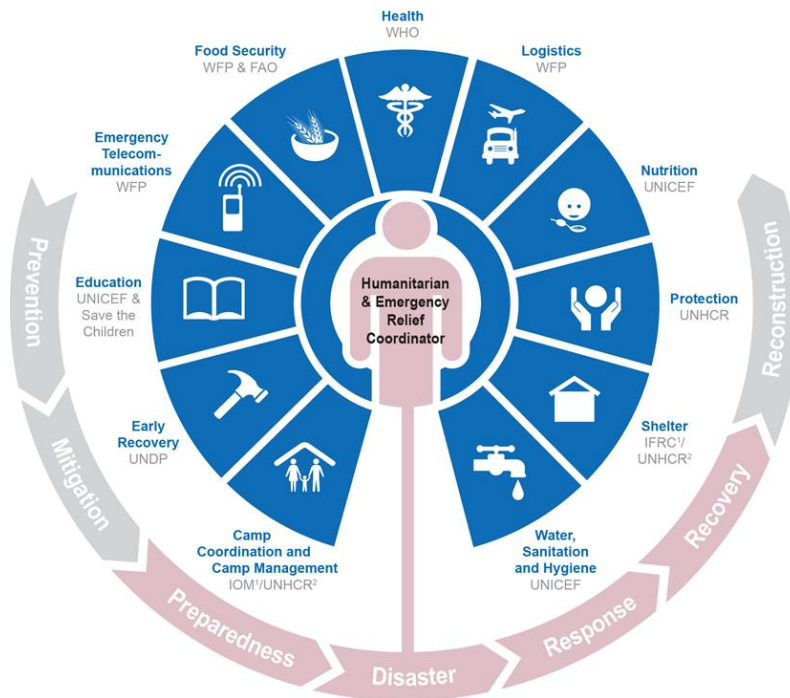 Health
WHO
Food Security
WFP & FAO
Logistics
WFP
Emergency
Telecom-
munications
WFP
Nutrition
UNICEF
Education
UNICEF &
Save the
Children
Humanitarian
& Emergency
Relief
Coordinator
Protection
UNHCR
Early
Recovery
UNDP
Shelter
IFRC¹/
UNHCR²
Camp
Coordination and
Camp Management
IOM¹/UNHCR²
Water,
Sanitation
and Hygiene
UNICEF
Prevention
Mitigation
Preparedness
Disaster
Response
Recovery
Reconstruction